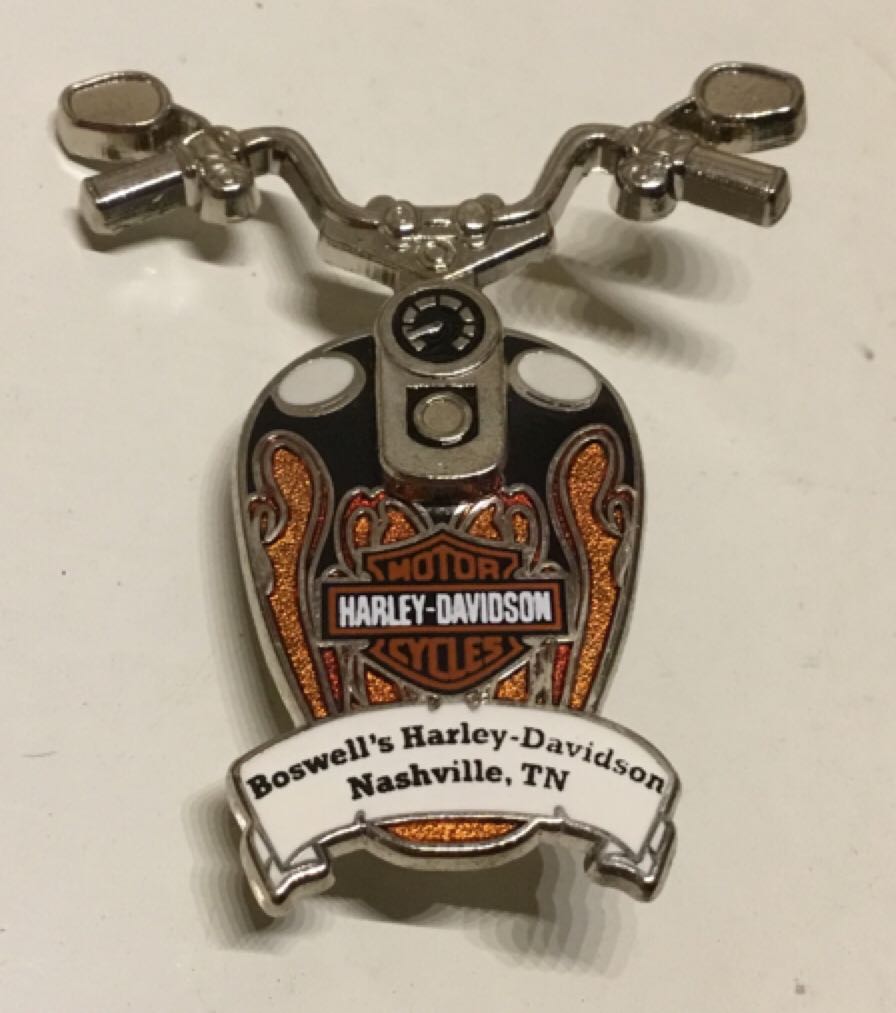 MOTOR
HARLEY-DAVIDSON
CYCLES
Boswell's Harley-Davidson
Nashville, TN